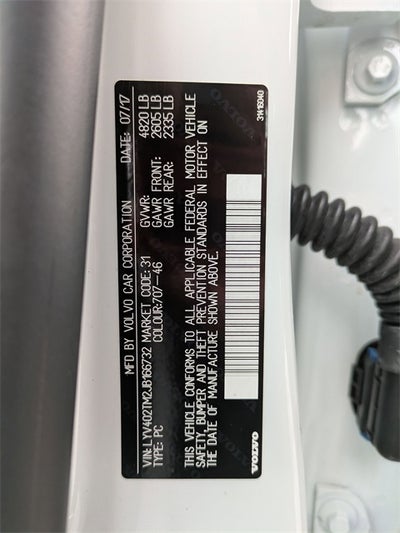 MFD BY VOLVO CAR CORPORATION DATE: 07/17
GVWR: 4820 LB
GAWR FRONT: 2605 LB
GAWR REAR: 2335 LB
VIN: LYV402TM2JB166732 MARKET CODE: 31
TYPE: PC COLOUR: 707-46
THIS VEHICLE CONFORMS TO ALL APPLICABLE FEDERAL MOTOR VEHICLE
SAFETY, BUMPER AND THEFT PREVENTION STANDARDS IN EFFECT ON
THE DATE OF MANUFACTURE SHOWN ABOVE.
VOLVO